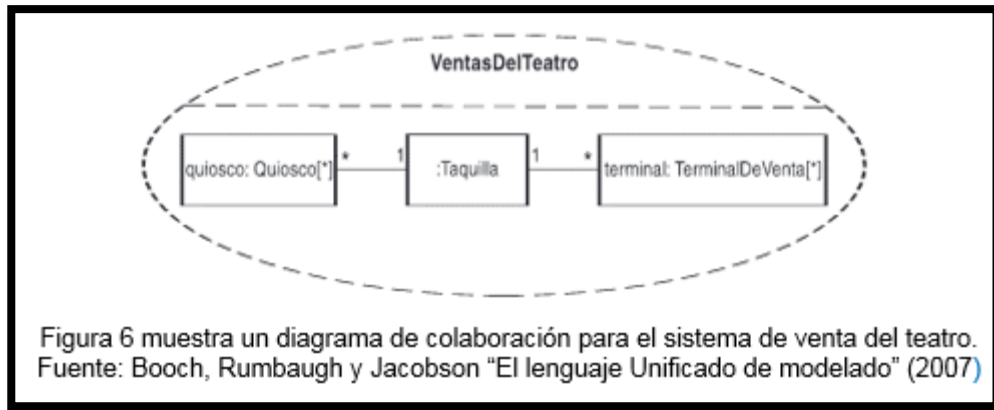 VentasDelTeatro
quiosco: Quiosco[*] * 1 :Taquilla 1 * terminal: TerminalDeVenta[*]
Figura 6 muestra un diagrama de colaboración para el sistema de venta del teatro.
Fuente: Booch, Rumbaugh y Jacobson “El lenguaje Unificado de modelado” (2007)